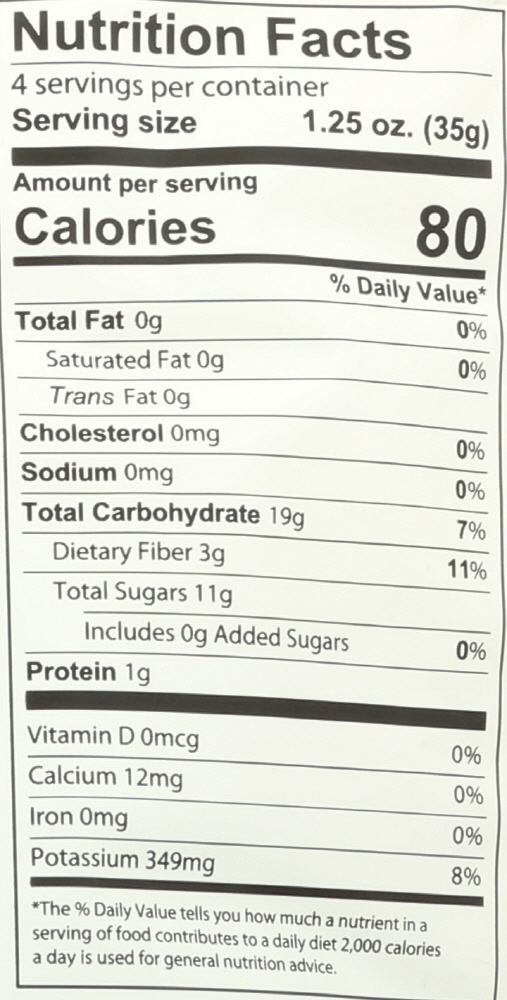 Nutrition Facts
4 servings per container
Serving size 1.25 oz. (35g)
Amount per serving
Calories 80
% Daily Value*
Total Fat 0g 0%
Saturated Fat 0g 0%
Trans Fat 0g
Cholesterol 0mg 0%
Sodium 0mg 0%
Total Carbohydrate 19g 7%
Dietary Fiber 3g 11%
Total Sugars 11g
Includes 0g Added Sugars 0%
Protein 1g
Vitamin D 0mcg 0%
Calcium 12mg 0%
Iron 0mg 0%
Potassium 349mg 8%
*The % Daily Value tells you how much a nutrient in a
serving of food contributes to a daily diet 2,000 calories
a day is used for general nutrition advice.